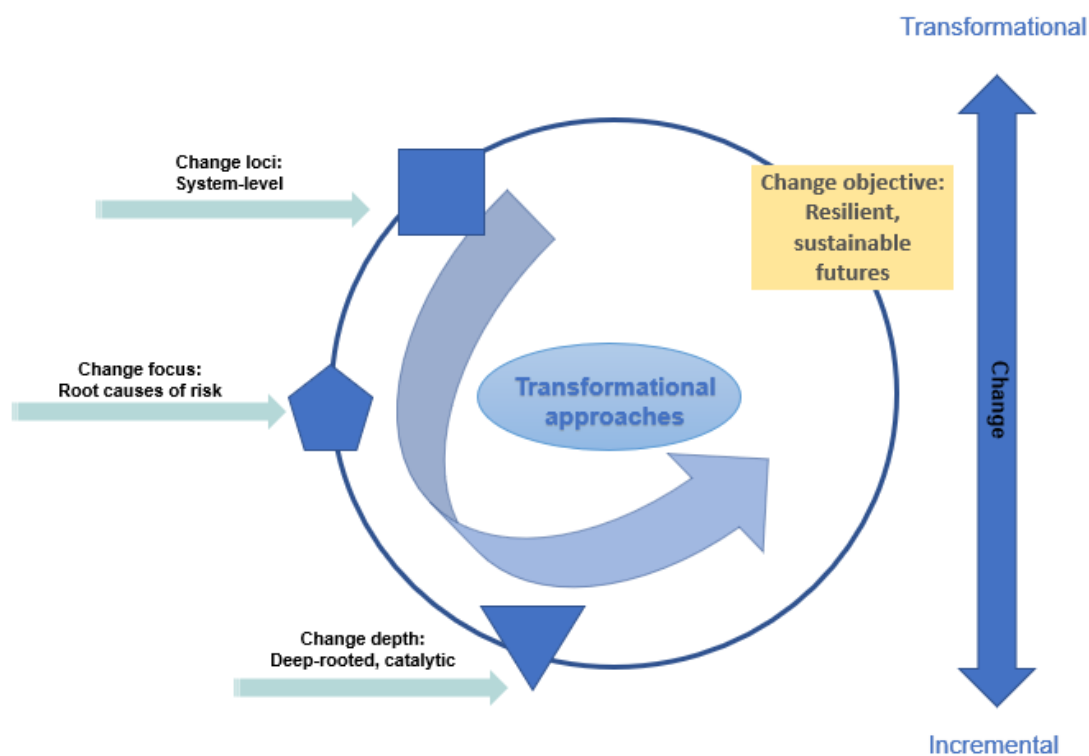 Transformational
Change loci:
System-level
Change objective:
Resilient,
sustainable
futures
Change focus:
Root causes of risk
Transformational
approaches
Change
Change depth:
Deep-rooted, catalytic
Incremental